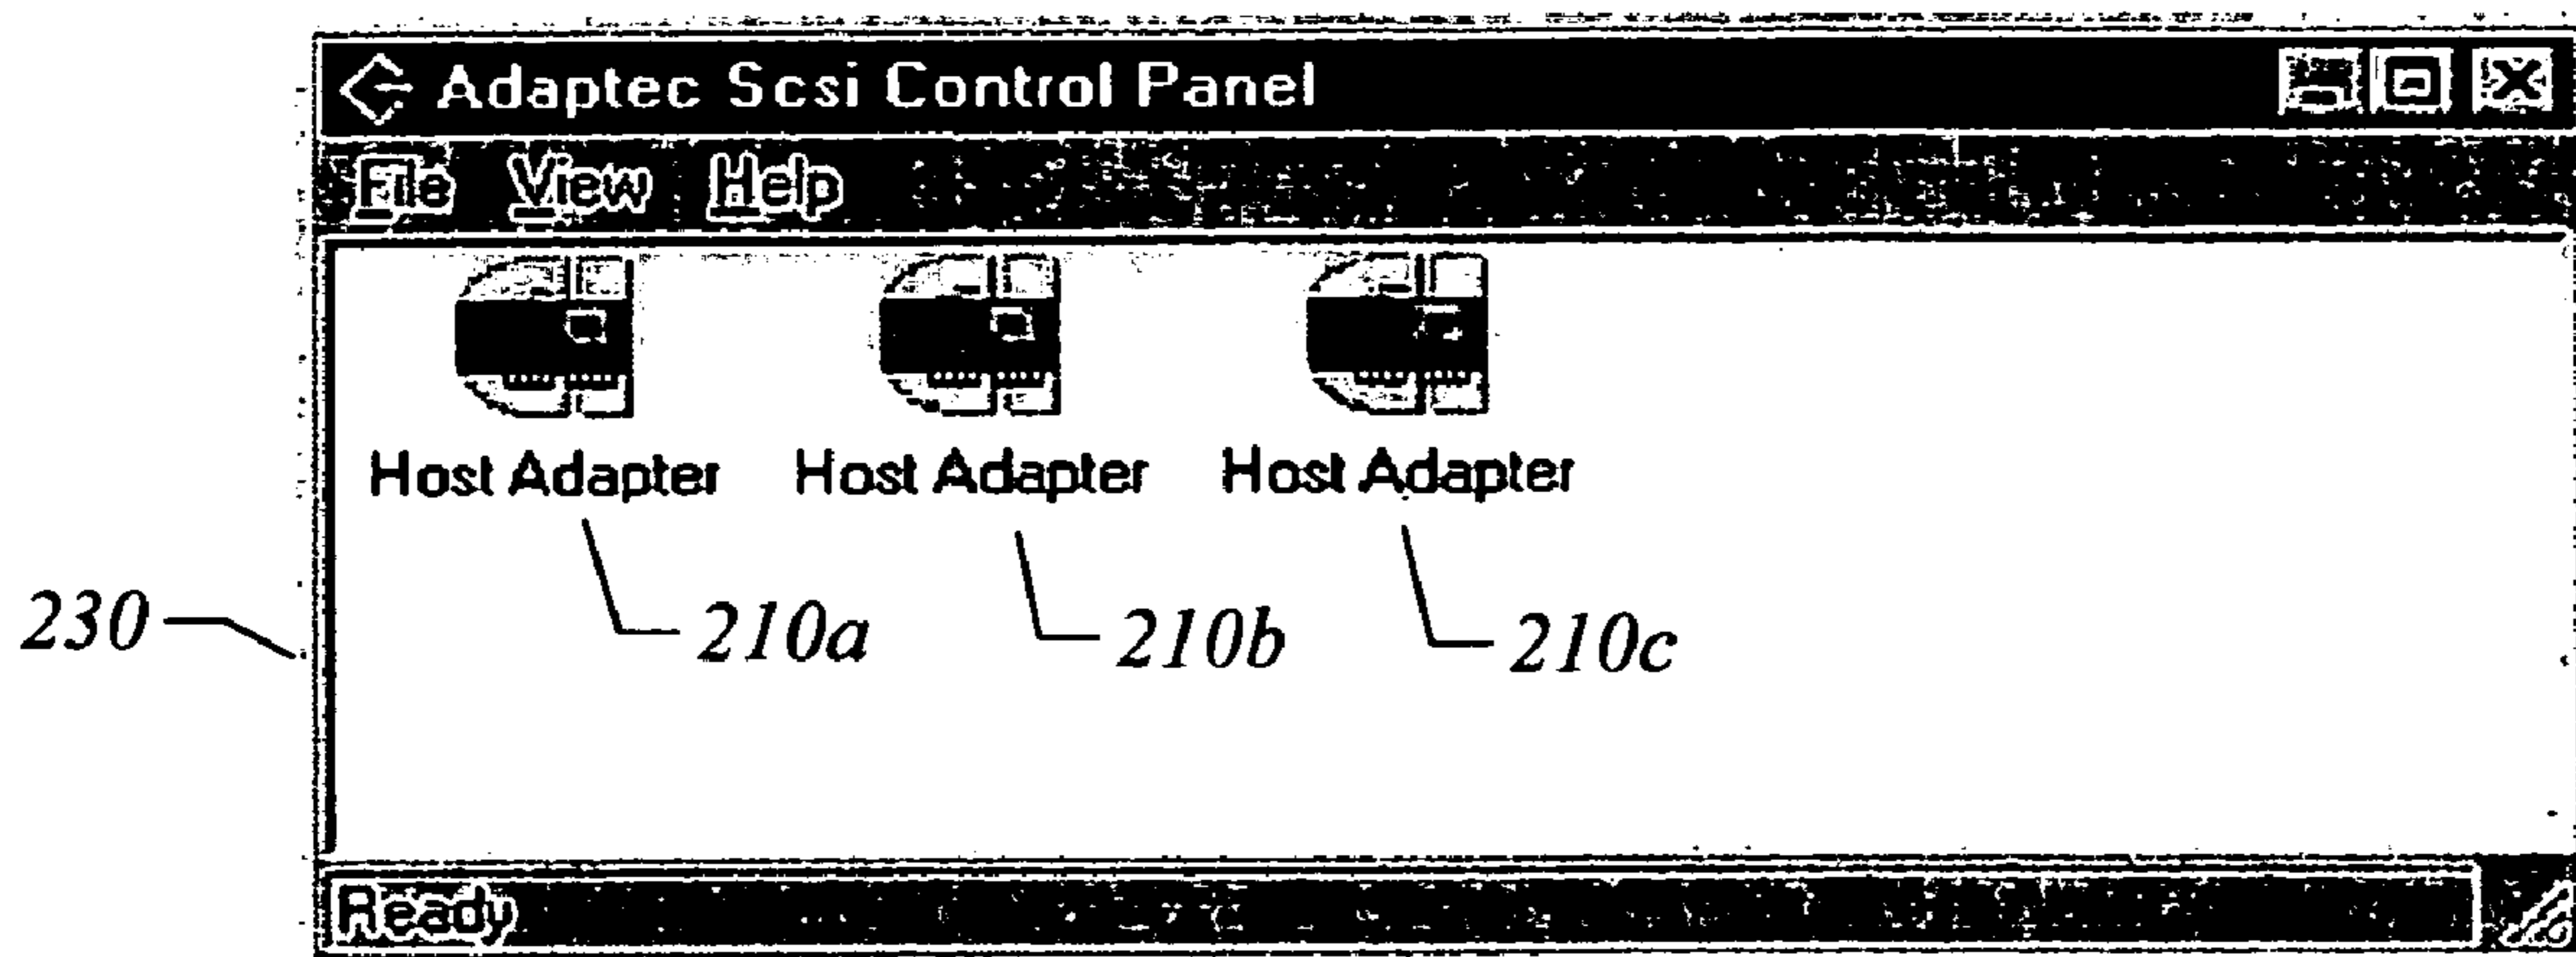 Adaptec Scsi Control Panel
File View Help
Host Adapter Host Adapter Host Adapter
230 210a 210b 210c
Ready